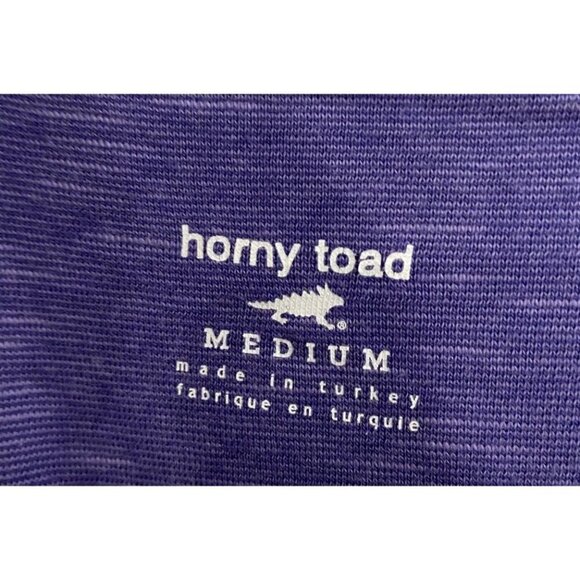 horny toad
®
MEDIUM
made in turkey
fabrique en turquie